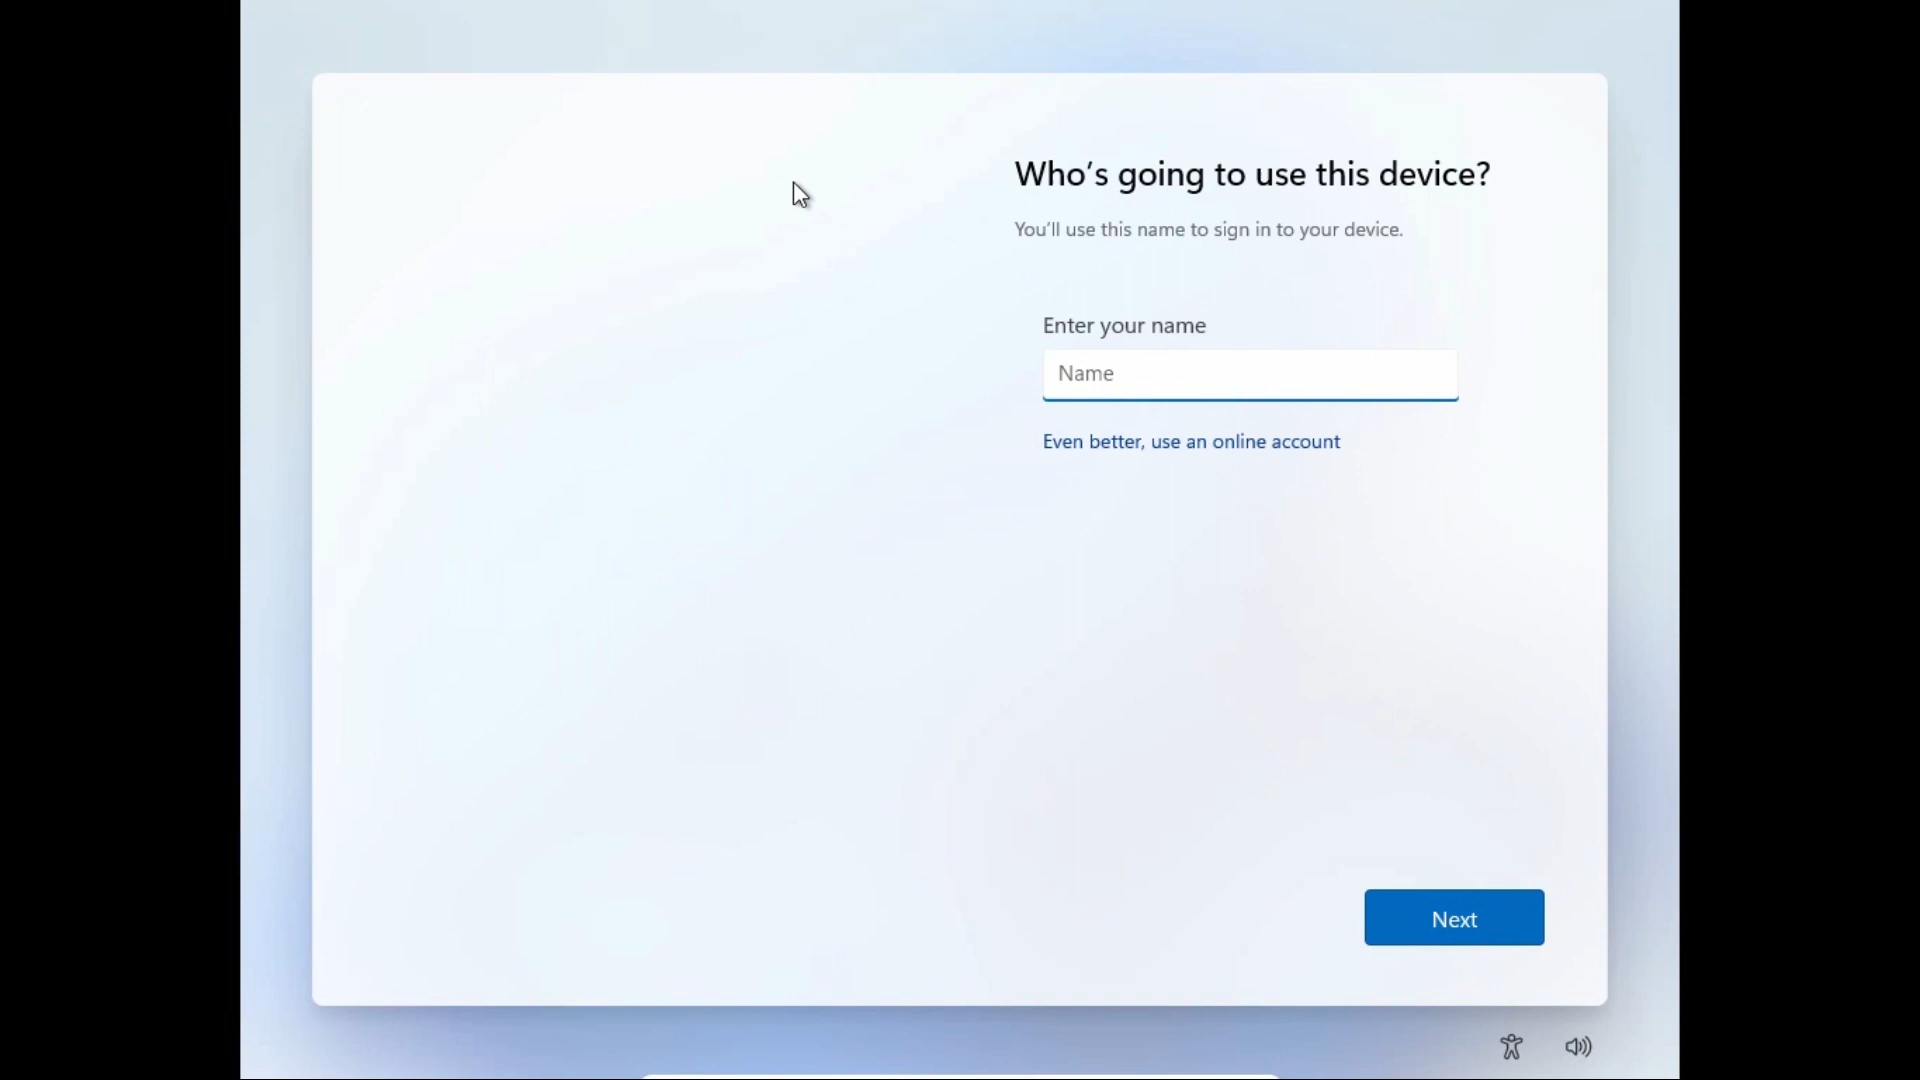 Who's going to use this device?
You'll use this name to sign in to your device.
Enter your name
Name
Even better, use an online account
Next